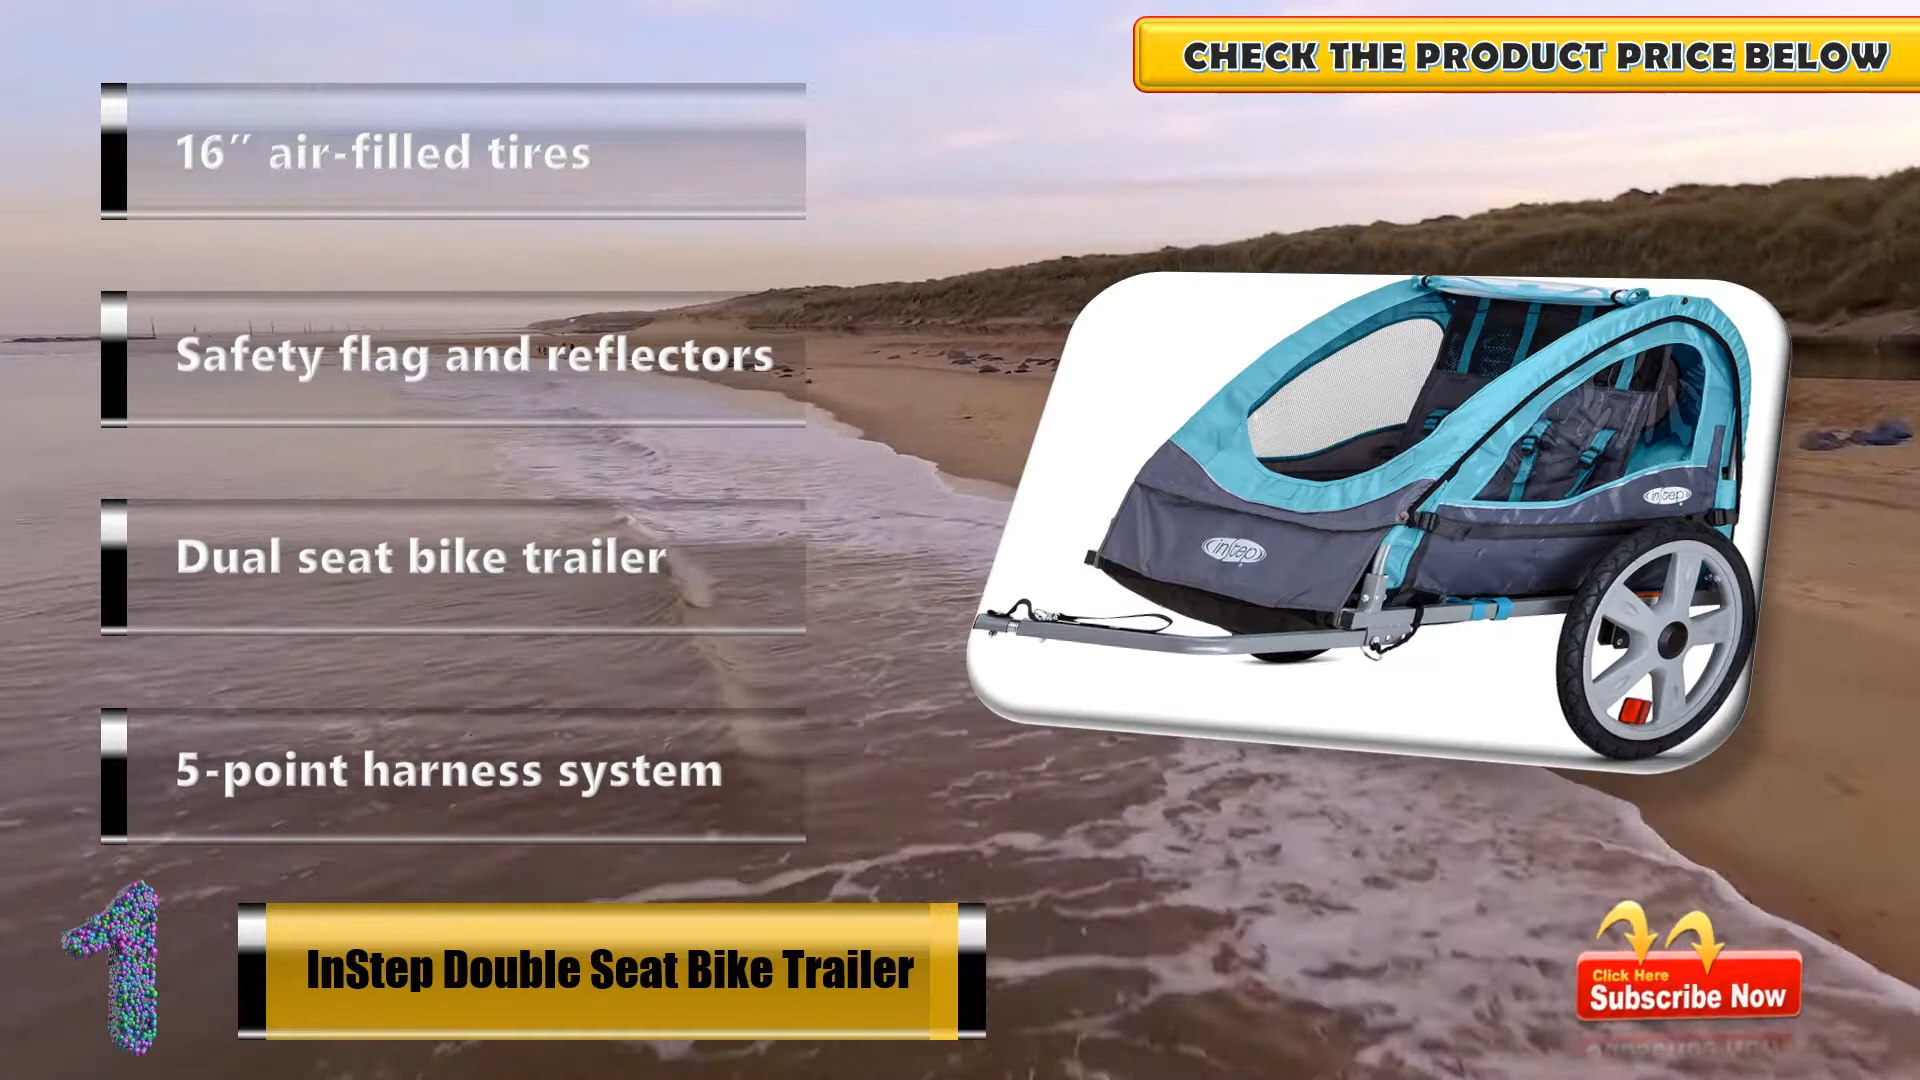 CHECK THE PRODUCT PRICE BELOW
16″ air-filled tires
Safety flag and reflectors
Dual seat bike trailer
5-point harness system
inStep
inStep
1
InStep Double Seat Bike Trailer
Click Here
Subscribe Now